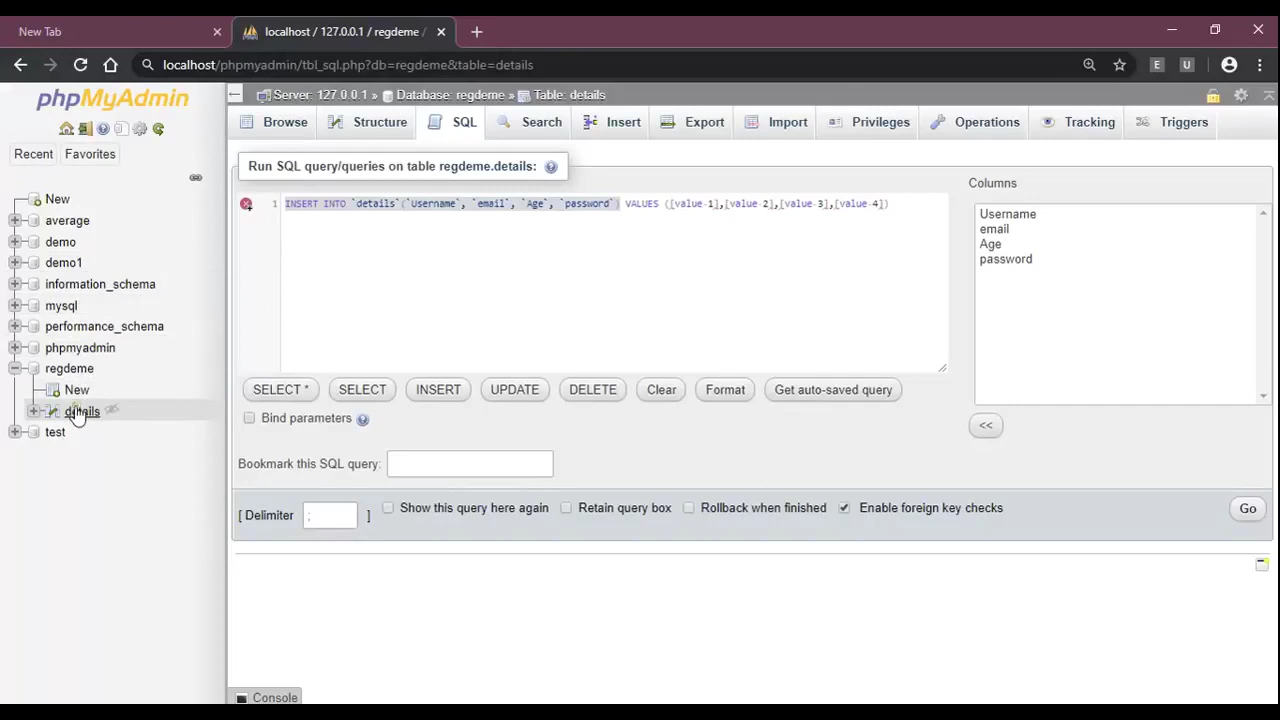 New Tab
localhost / 127.0.0.1 / regdeme /
localhost/phpmyadmin/tbl_sql.php?db=regdeme&table=details
E
U
phpMyAdmin
Recent
Favorites
New
average
demo
demo1
information_schema
mysql
performance_schema
phpmyadmin
regdeme
New
details
test
Server: 127.0.0.1 » Database: regdeme » Table: details
Browse
Structure
SQL
Search
Insert
Export
Import
Privileges
Operations
Tracking
Triggers
Run SQL query/queries on table regdeme.details:
1 INSERT INTO `details`(`Username`, `email`, `Age`, `password`) VALUES ([value-1],[value-2],[value-3],[value-4])
Columns
Username
email
Age
password
SELECT *
SELECT
INSERT
UPDATE
DELETE
Clear
Format
Get auto-saved query
<<
Bind parameters
Bookmark this SQL query:
[ Delimiter ; ]
Show this query here again
Retain query box
Rollback when finished
Enable foreign key checks
Go
Console